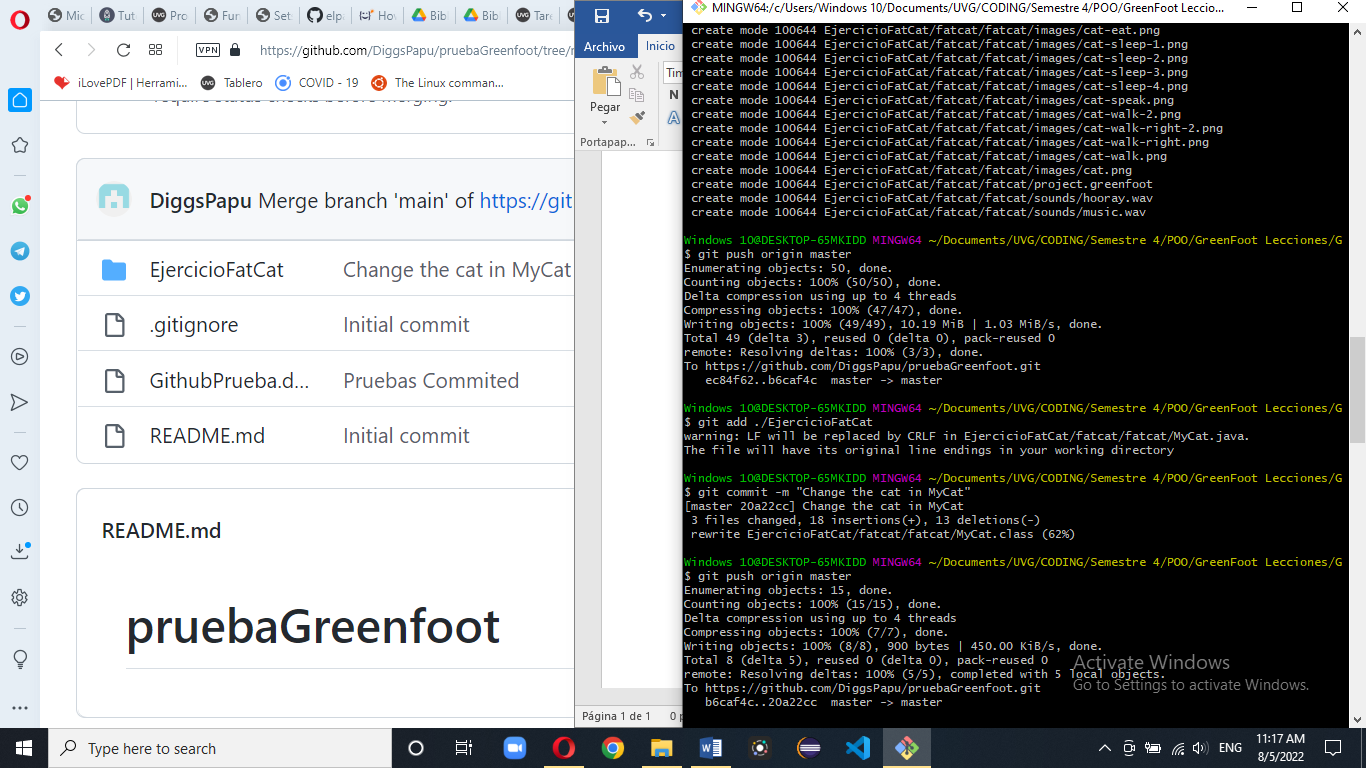 Mic
Tut
Pro
Fun
Set
elpa
Hov
Bibl
Bibl
Tare
VPN
https://github.com/DiggsPapu/pruebaGreenfoot/tree/r
iLovePDF | Herrami...
Tablero
COVID - 19
The Linux comman...
require status checks before merging.
DiggsPapu Merge branch 'main' of https://git
EjercicioFatCat Change the cat in MyCat
.gitignore Initial commit
GithubPrueba.d... Pruebas Commited
README.md Initial commit
README.md
pruebaGreenfoot
Archivo Inicio
Tim
Pegar
N
A
Portapap...
Página 1 de 1 0 p
MINGW64:/c/Users/Windows 10/Documents/UVG/CODING/Semestre 4/POO/GreenFoot Leccio...
create mode 100644 EjercicioFatCat/fatcat/fatcat/images/cat-eat.png
create mode 100644 EjercicioFatCat/fatcat/fatcat/images/cat-sleep-1.png
create mode 100644 EjercicioFatCat/fatcat/fatcat/images/cat-sleep-2.png
create mode 100644 EjercicioFatCat/fatcat/fatcat/images/cat-sleep-3.png
create mode 100644 EjercicioFatCat/fatcat/fatcat/images/cat-sleep-4.png
create mode 100644 EjercicioFatCat/fatcat/fatcat/images/cat-speak.png
create mode 100644 EjercicioFatCat/fatcat/fatcat/images/cat-walk-2.png
create mode 100644 EjercicioFatCat/fatcat/fatcat/images/cat-walk-right-2.png
create mode 100644 EjercicioFatCat/fatcat/fatcat/images/cat-walk-right.png
create mode 100644 EjercicioFatCat/fatcat/fatcat/images/cat-walk.png
create mode 100644 EjercicioFatCat/fatcat/fatcat/images/cat.png
create mode 100644 EjercicioFatCat/fatcat/fatcat/project.greenfoot
create mode 100644 EjercicioFatCat/fatcat/fatcat/sounds/hooray.wav
create mode 100644 EjercicioFatCat/fatcat/fatcat/sounds/music.wav
Windows 10@DESKTOP-65MKIDD MINGW64 ~/Documents/UVG/CODING/Semestre 4/POO/GreenFoot Lecciones/G
$ git push origin master
Enumerating objects: 50, done.
Counting objects: 100% (50/50), done.
Delta compression using up to 4 threads
Compressing objects: 100% (47/47), done.
Writing objects: 100% (49/49), 10.19 MiB | 1.03 MiB/s, done.
Total 49 (delta 3), reused 0 (delta 0), pack-reused 0
remote: Resolving deltas: 100% (3/3), done.
To https://github.com/DiggsPapu/pruebaGreenfoot.git
ec84f62..b6caf4c master -> master
Windows 10@DESKTOP-65MKIDD MINGW64 ~/Documents/UVG/CODING/Semestre 4/POO/GreenFoot Lecciones/G
$ git add ./EjercicioFatCat
warning: LF will be replaced by CRLF in EjercicioFatCat/fatcat/fatcat/MyCat.java.
The file will have its original line endings in your working directory
Windows 10@DESKTOP-65MKIDD MINGW64 ~/Documents/UVG/CODING/Semestre 4/POO/GreenFoot Lecciones/G
$ git commit -m "Change the cat in MyCat"
[master 20a22cc] Change the cat in MyCat
3 files changed, 18 insertions(+), 13 deletions(-)
rewrite EjercicioFatCat/fatcat/fatcat/MyCat.class (62%)
Windows 10@DESKTOP-65MKIDD MINGW64 ~/Documents/UVG/CODING/Semestre 4/POO/GreenFoot Lecciones/G
$ git push origin master
Enumerating objects: 15, done.
Counting objects: 100% (15/15), done.
Delta compression using up to 4 threads
Compressing objects: 100% (7/7), done.
Writing objects: 100% (8/8), 900 bytes | 450.00 KiB/s, done.
Total 8 (delta 5), reused 0 (delta 0), pack-reused 0
remote: Resolving deltas: 100% (5/5), completed with 5 local objects.
To https://github.com/DiggsPapu/pruebaGreenfoot.git
b6caf4c..20a22cc master -> master
Activate Windows
Go to Settings to activate Windows.
Type here to search
ENG
11:17 AM
8/5/2022